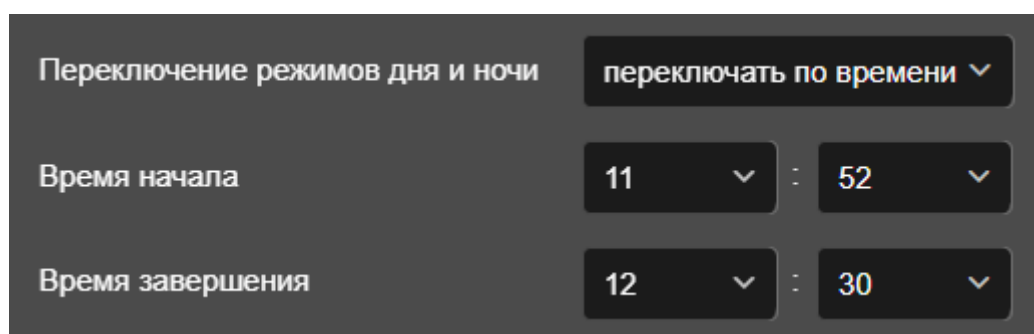 Переключение режимов дня и ночи переключать по времени
Время начала 11 : 52
Время завершения 12 : 30